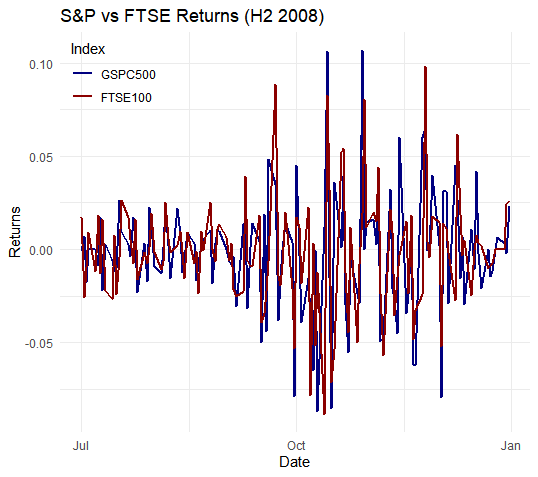 S&P vs FTSE Returns (H2 2008)
Index
GSPC500
FTSE100
0.10
0.05
0.00
-0.05
Returns
Jul
Oct
Jan
Date